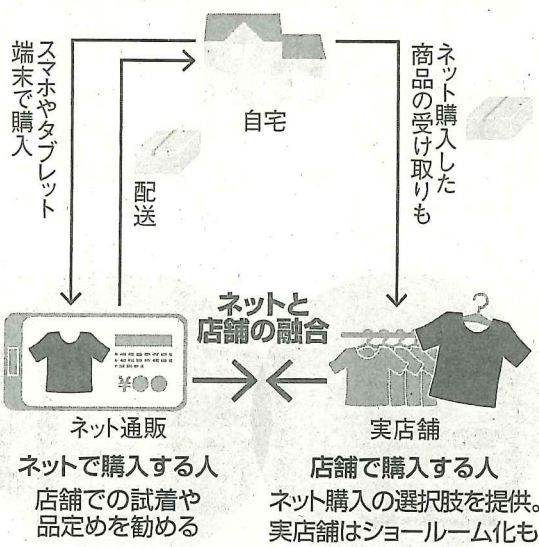 スマホやタブレット
端末で購入
配送
自宅
ネット購入した
商品の受け取りも
ネットと
店舗の融合
¥
ネット通販
実店舗
ネットで購入する人
店舗での試着や
品定めを勧める
店舗で購入する人
ネット購入の選択肢を提供。
実店舗はショールーム化も